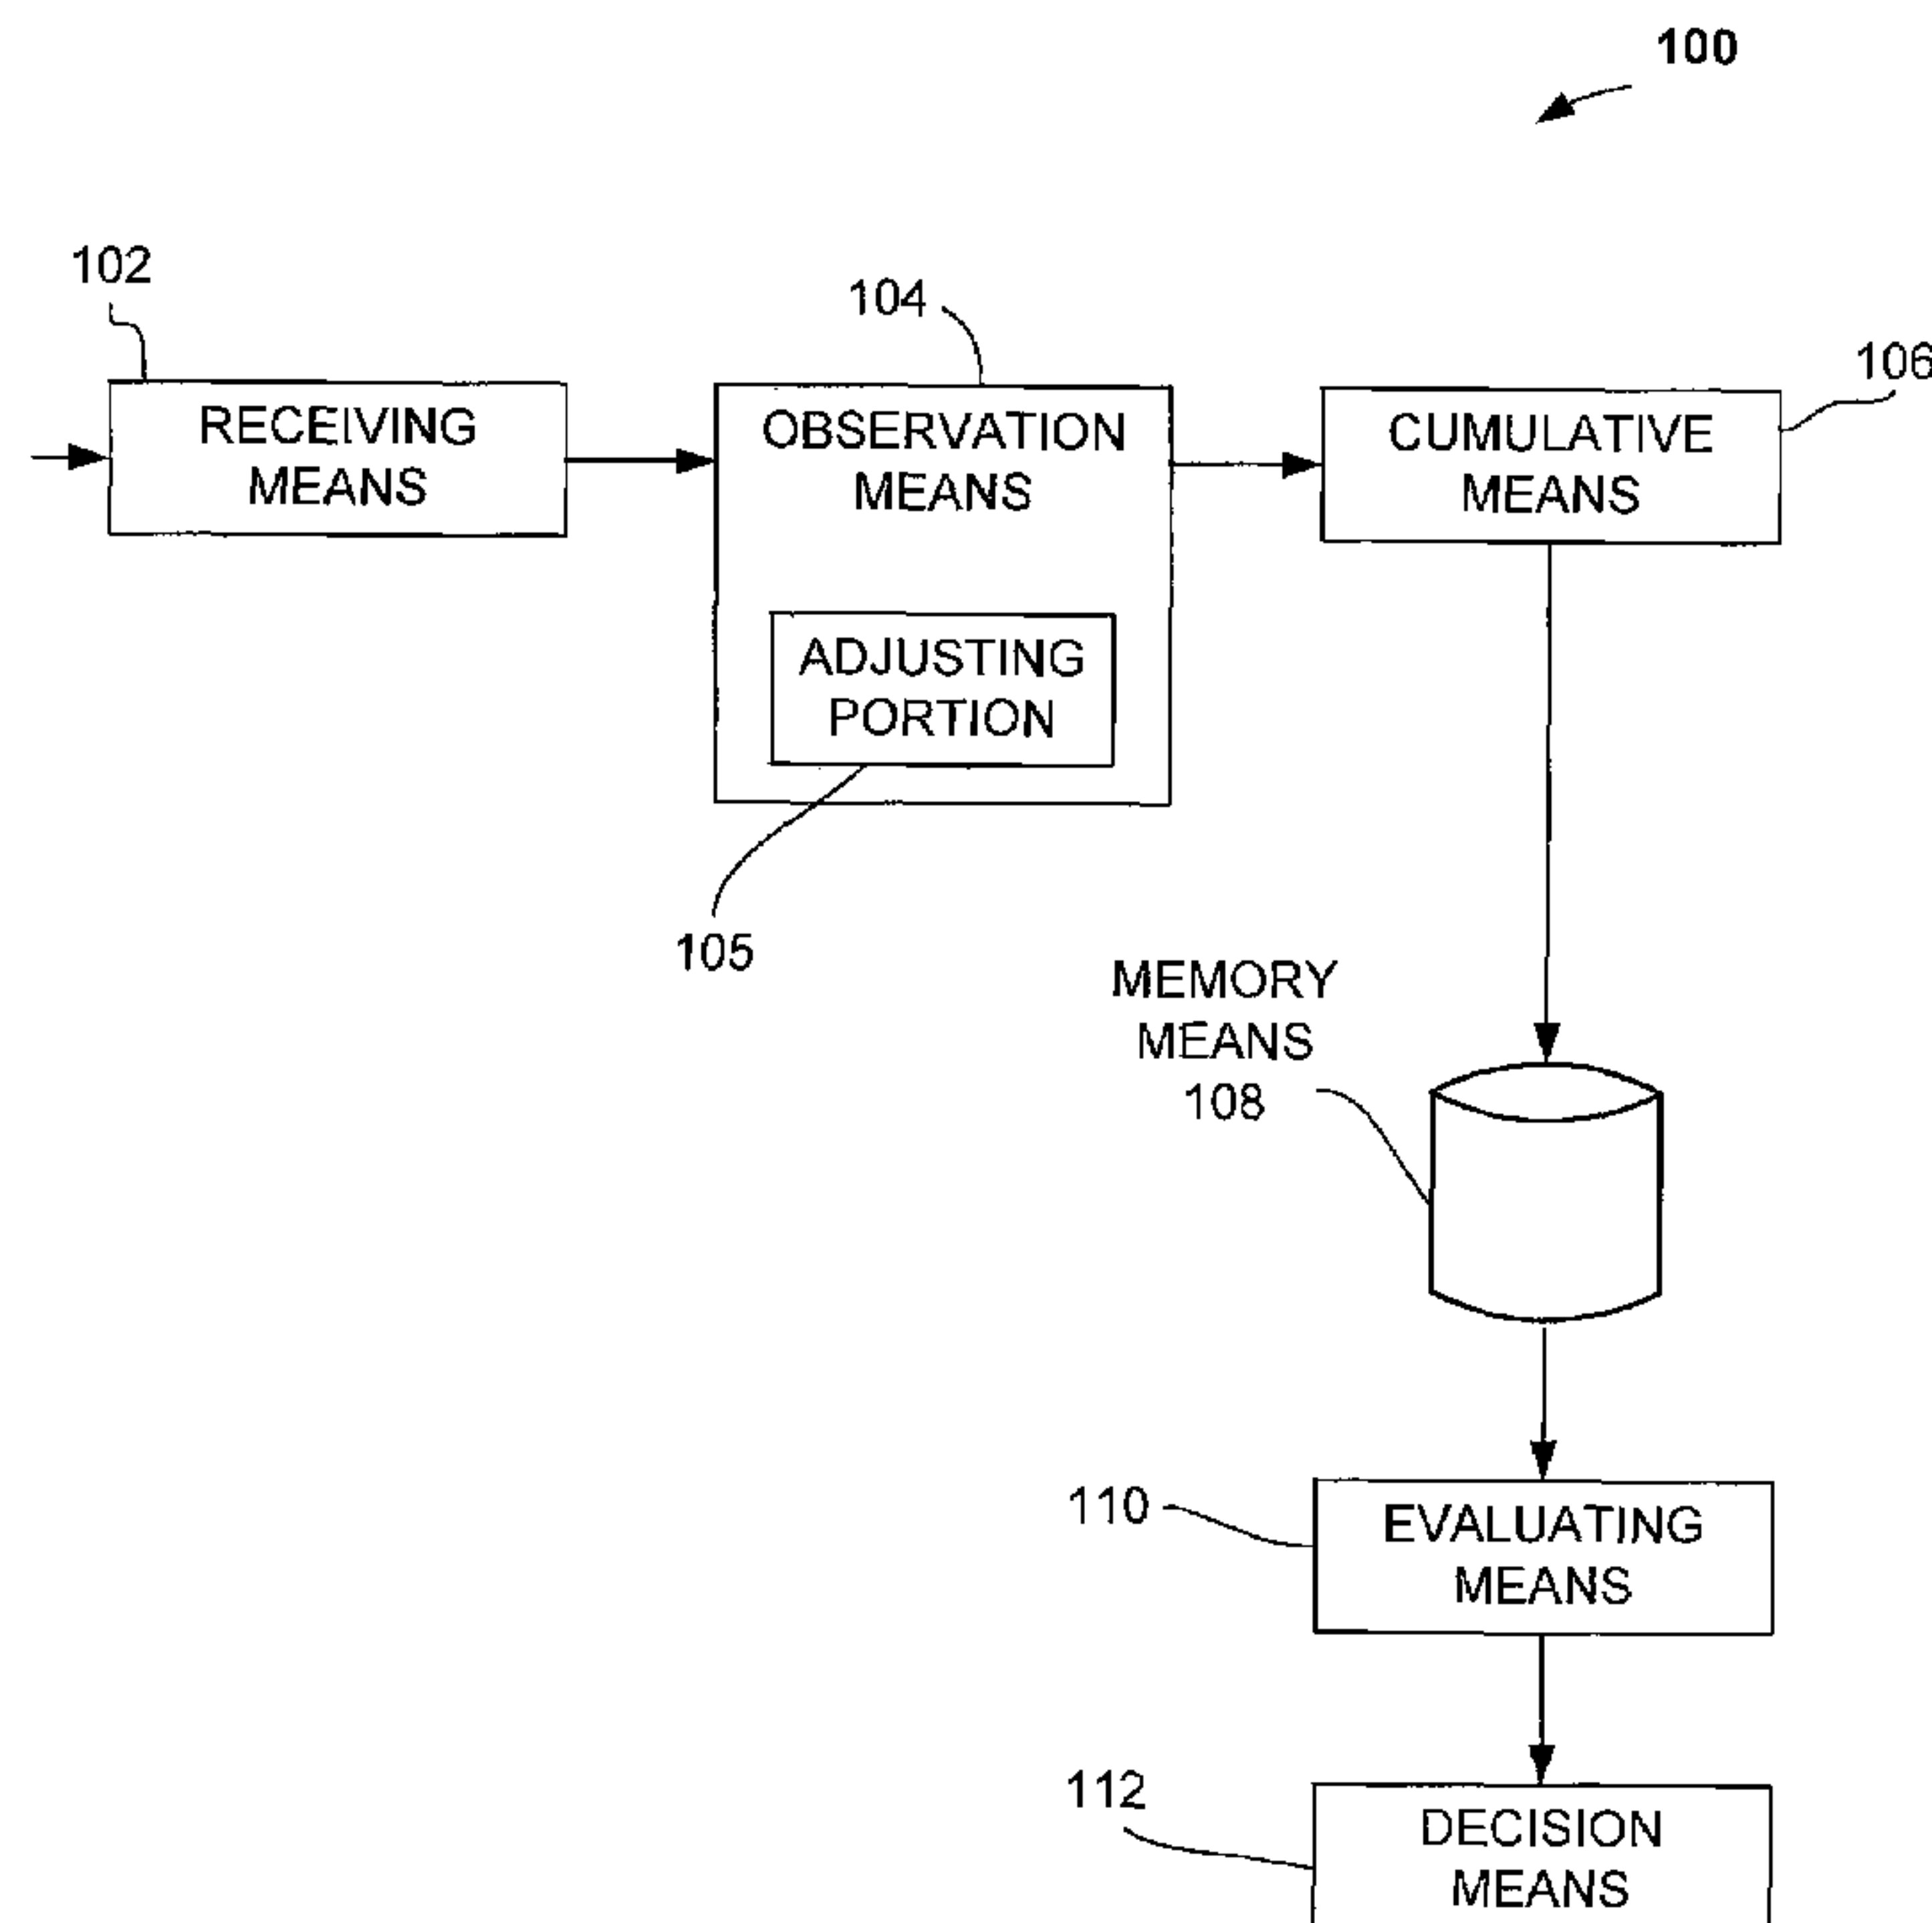 100
102
104
106
RECEIVING
MEANS
OBSERVATION
MEANS
CUMULATIVE
MEANS
ADJUSTING
PORTION
105
MEMORY
MEANS
108
110
EVALUATING
MEANS
112
DECISION
MEANS